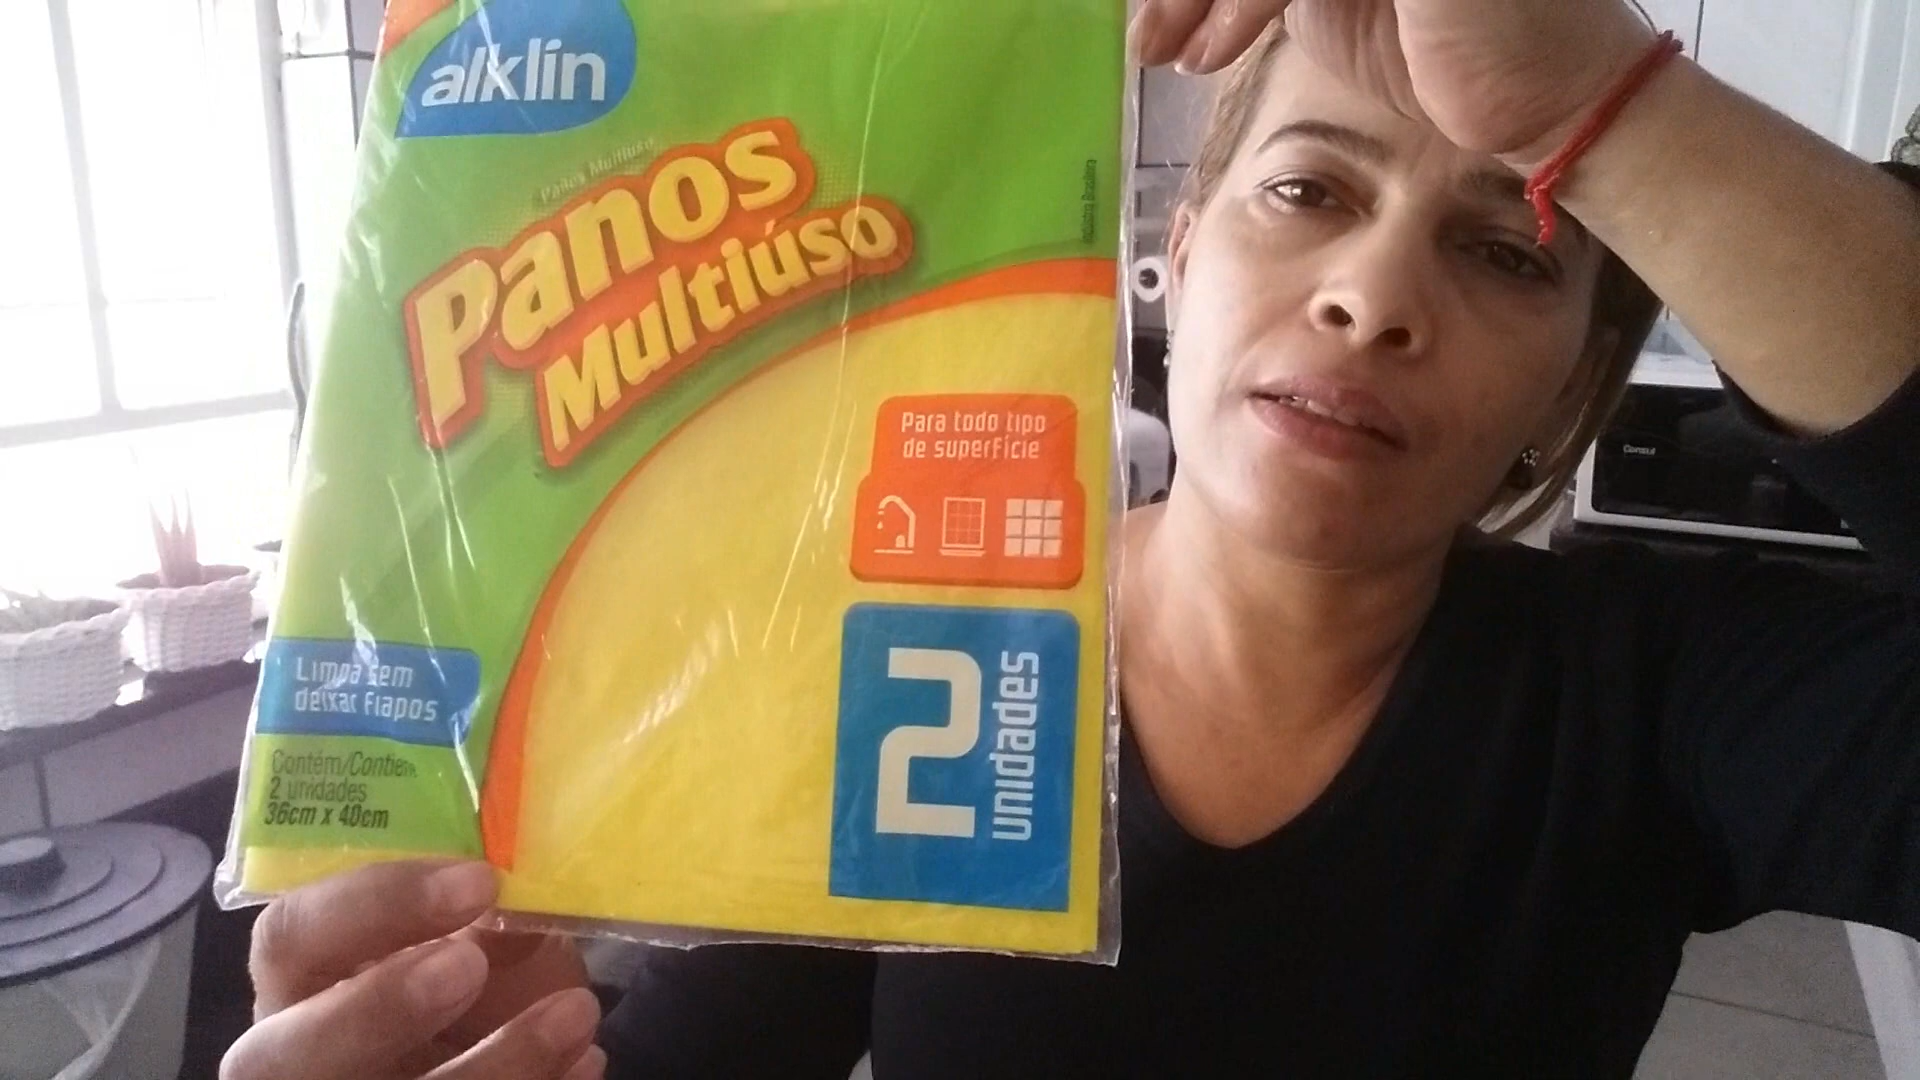 alklin
Panos Multiuso
Panos
Multiúso
Indústria Brasileira
Para todo tipo
de superfície
Limpa sem
deixar fiapos
Contém/Contiene
2 unidades
36cm x 40cm
2
unidades
Consul